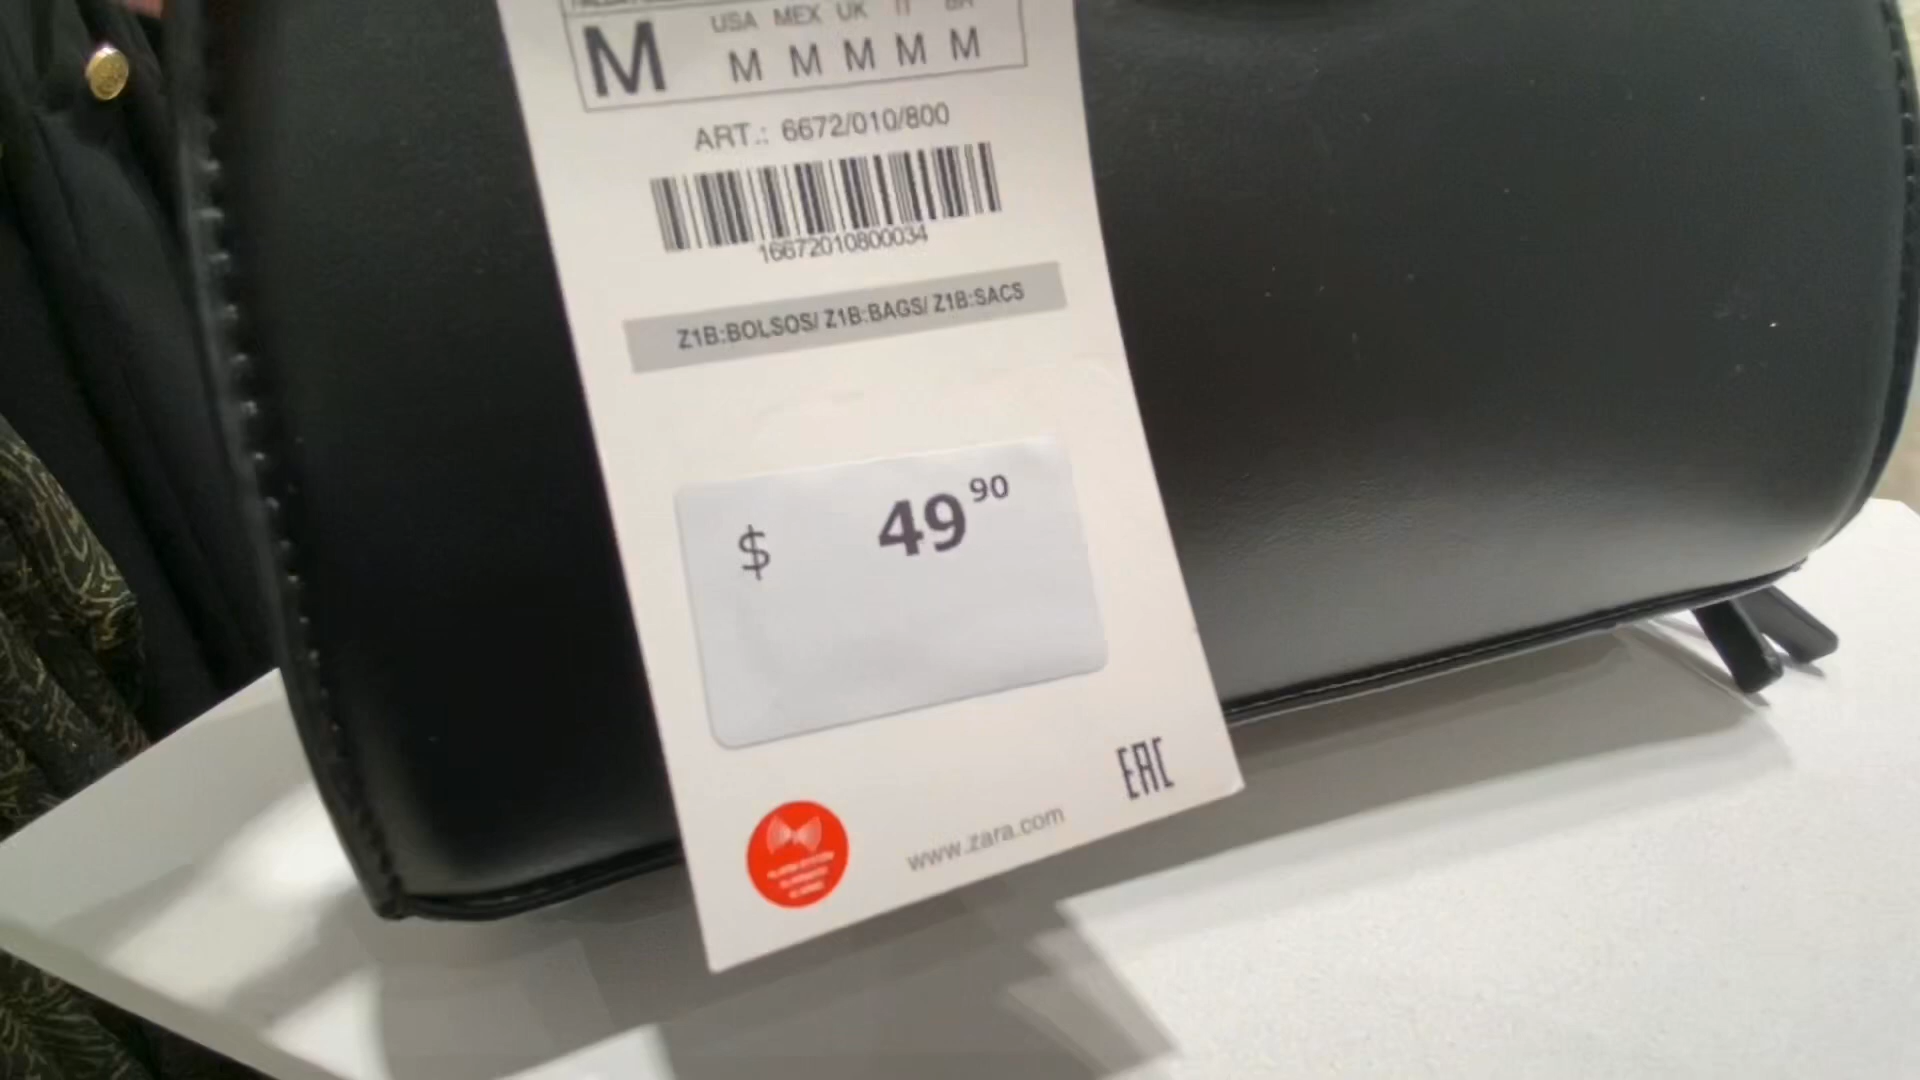 USA MEX UK IT BR
M M M M M M
ART.: 6672/010/800
16672010800034
Z1B:BOLSOS/ Z1B:BAGS/ Z1B:SACS
$ 49 90
EAC
www.zara.com